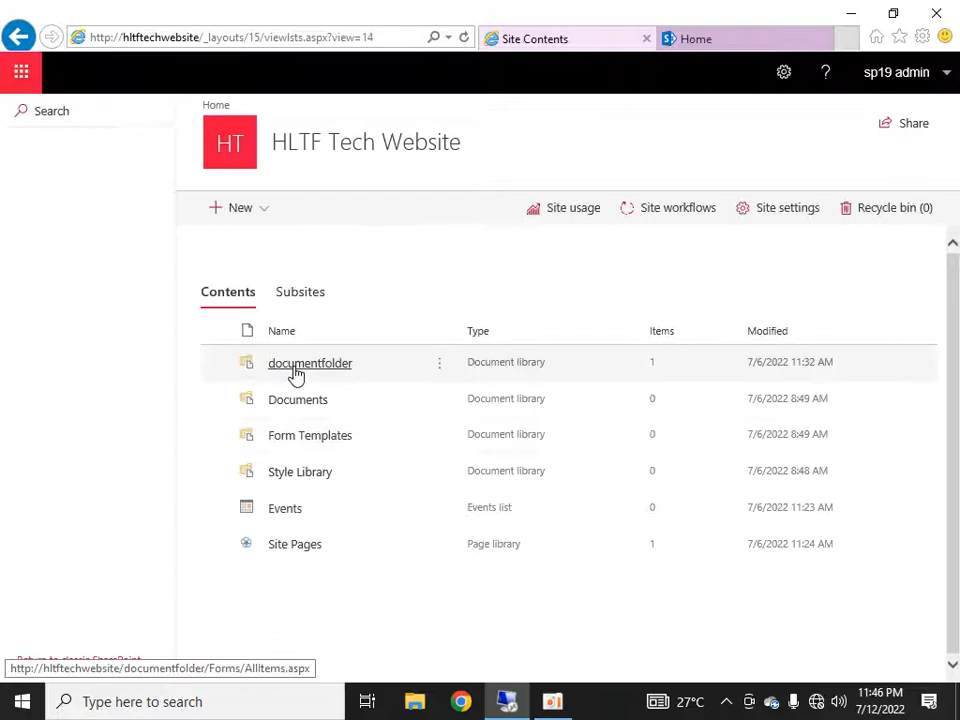 http://hltftechwebsite/_layouts/15/viewlsts.aspx?view=14
Site Contents
Home
sp19 admin
Search
Home
HT
HLTF Tech Website
Share
New
Site usage
Site workflows
Site settings
Recycle bin (0)
Contents
Subsites
Name Type Items Modified
documentfolder Document library 1 7/6/2022 11:32 AM
Documents Document library 0 7/6/2022 8:49 AM
Form Templates Document library 0 7/6/2022 8:49 AM
Style Library Document library 0 7/6/2022 8:48 AM
Events Events list 0 7/6/2022 11:23 AM
Site Pages Page library 1 7/6/2022 11:24 AM
Return to classic SharePoint
http://hltftechwebsite/documentfolder/Forms/AllItems.aspx
Type here to search
27°C
11:46 PM
7/12/2022